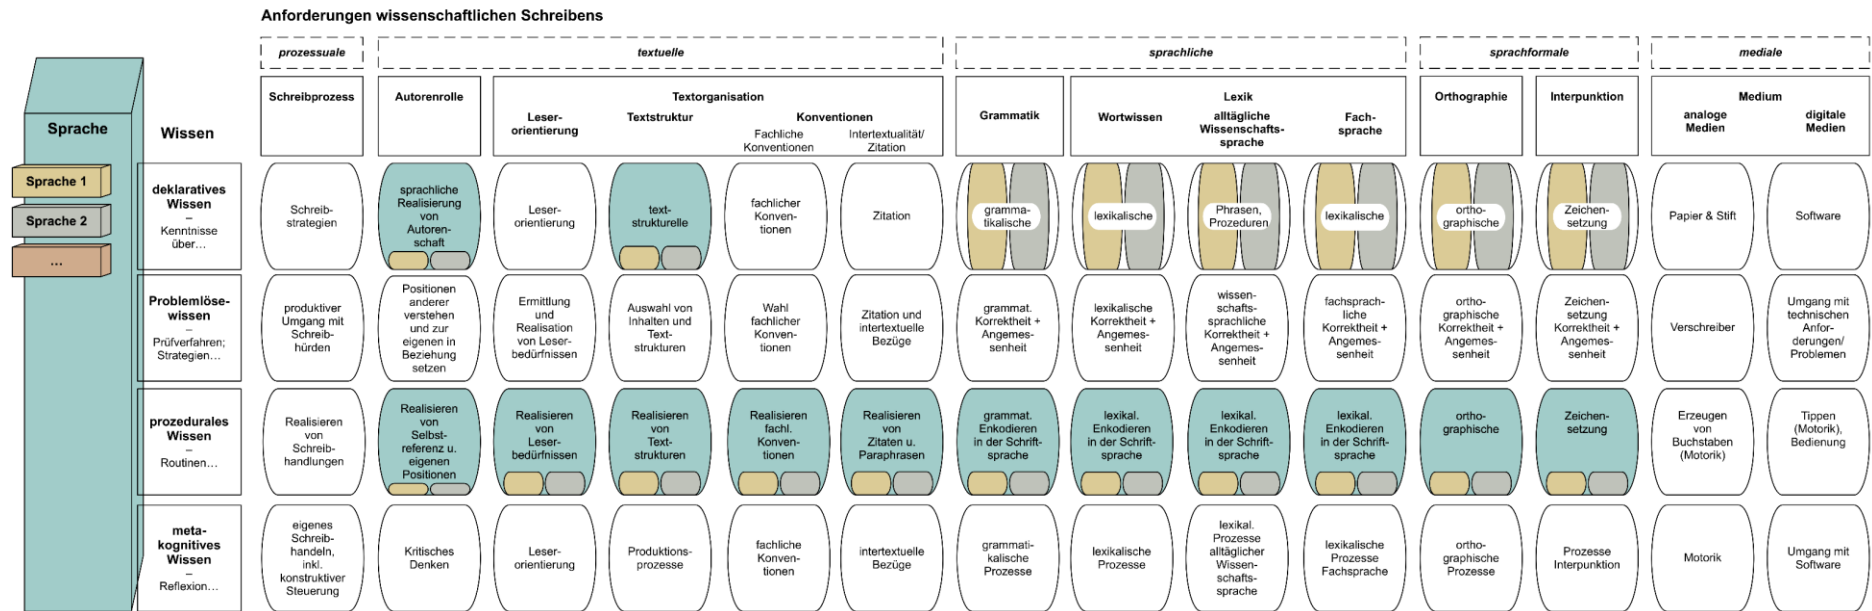 Anforderungen wissenschaftlichen Schreibens
prozessuale
textuelle
sprachliche
sprachformale
mediale
Schreibprozess
Autorenrolle
Textorganisation
Leser-
orientierung
Textstruktur
Konventionen
Fachliche
Konventionen
Intertextualität/
Zitation
Grammatik
Lexik
Wortwissen
alltägliche
Wissenschafts-
sprache
Fach-
sprache
Orthographie
Interpunktion
Medium
analoge
Medien
digitale
Medien
Sprache
Wissen
Sprache 1
Sprache 2
...
deklaratives
Wissen
–
Kenntnisse
über…
Schreib-
strategien
sprachliche
Realisierung
von
Autoren-
schaft
Leser-
orientierung
text-
strukturelle
fachlicher
Konven-
tionen
Zitation
gramma-
tikalische
lexikalische
Phrasen,
Prozeduren
lexikalische
ortho-
graphische
Zeichen-
setzung
Papier & Stift
Software
Problemlöse-
wissen
–
Prüfverfahren;
Strategien…
produktiver
Umgang mit
Schreib-
hürden
Positionen
anderer
verstehen
und zur
eigenen in
Beziehung
setzen
Ermittlung
und
Realisation
von Leser-
bedürfnissen
Auswahl von
Inhalten und
Text-
strukturen
Wahl
fachlicher
Konven-
tionen
Zitation und
intertextuelle
Bezüge
grammat.
Korrektheit +
Angemes-
senheit
lexikalische
Korrektheit +
Angemes-
senheit
wissen-
schafts-
sprachliche
Korrektheit +
Angemes-
senheit
fachsprach-
liche
Korrektheit +
Angemes-
senheit
ortho-
graphische
Korrektheit +
Angemes-
senheit
Zeichen-
setzung
Korrektheit +
Angemes-
senheit
Verschreiber
Umgang mit
technischen
Anfor-
derungen/
Problemen
prozedurales
Wissen
–
Routinen…
Realisieren
von
Schreib-
handlungen
Realisieren
von
Selbst-
referenz u.
eigenen
Positionen
Realisieren
von
Leser-
bedürfnissen
Realisieren
von
Text-
strukturen
Realisieren
fachl.
Konven-
tionen
Realisieren
von
Zitaten u.
Paraphrasen
grammat.
Enkodieren
in der Schrift-
sprache
lexikal.
Enkodieren
in der Schrift-
sprache
lexikal.
Enkodieren
in der Schrift-
sprache
lexikal.
Enkodieren
in der Schrift-
sprache
ortho-
graphische
Zeichen-
setzung
Erzeugen
von
Buchstaben
(Motorik)
Tippen
(Motorik),
Bedienung
meta-
kognitives
Wissen
–
Reflexion…
eigenes
Schreib-
handeln,
inkl.
konstruktiver
Steuerung
Kritisches
Denken
Leser-
orientierung
Produktions-
prozesse
fachliche
Konven-
tionen
intertextuelle
Bezüge
grammati-
kalische
Prozesse
lexikalische
Prozesse
lexikal.
Prozesse
alltäglicher
Wissen-
schafts-
sprache
lexikalische
Prozesse
Fachsprache
ortho-
graphische
Prozesse
Prozesse
Interpunktion
Motorik
Umgang mit
Software